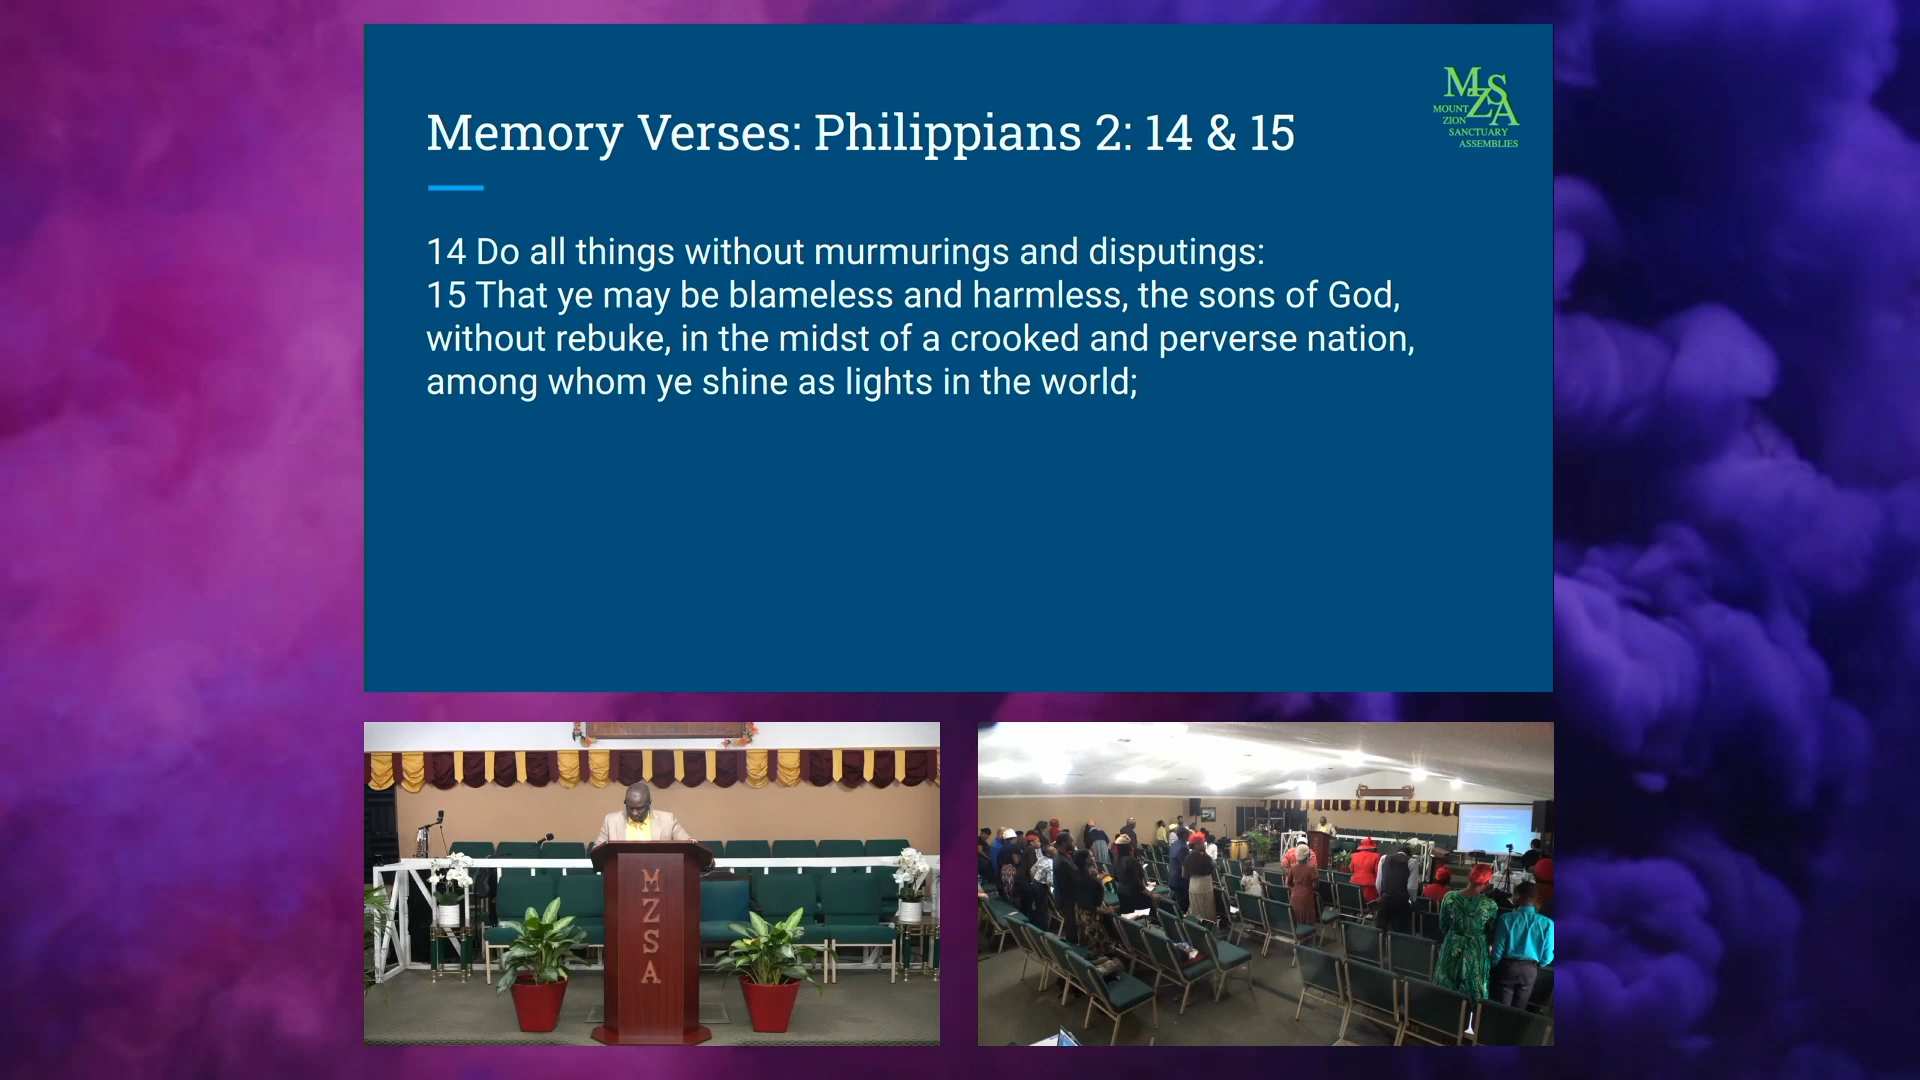 Memory Verses: Philippians 2: 14 & 15
MZSA
MOUNT
ZION
SANCTUARY
ASSEMBLIES
14 Do all things without murmurings and disputings:
15 That ye may be blameless and harmless, the sons of God,
without rebuke, in the midst of a crooked and perverse nation,
among whom ye shine as lights in the world;
M
Z
S
A